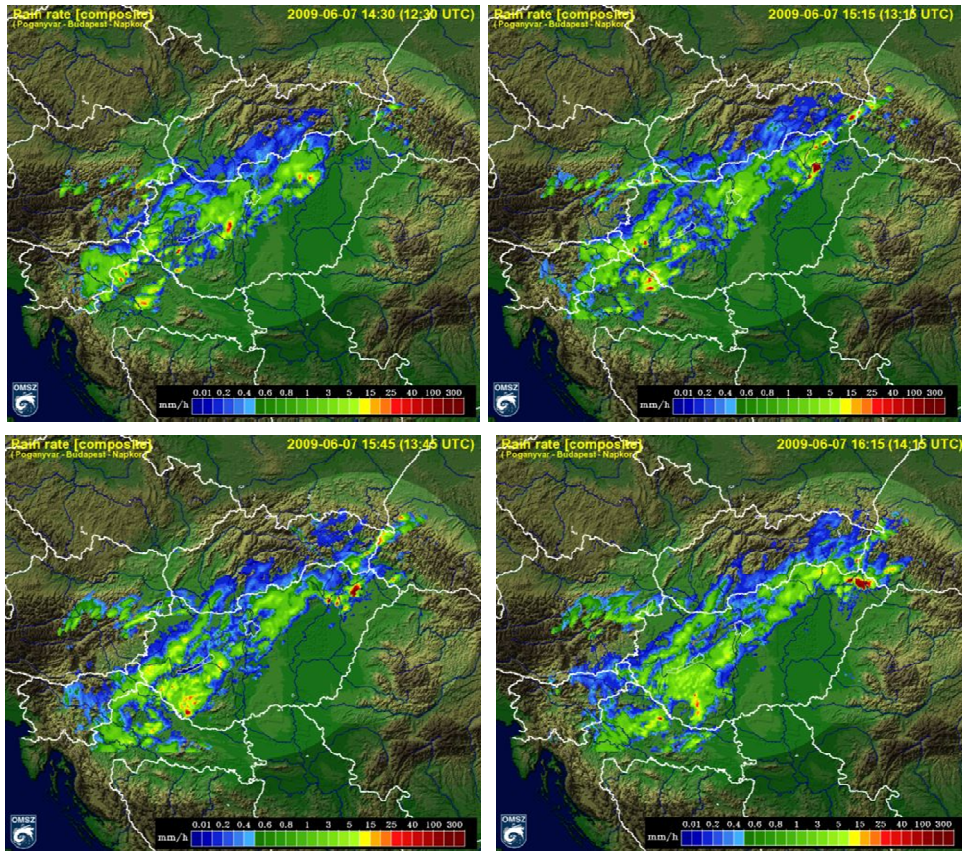 Rain rate [composite] 2009-06-07 14:30 (12:30 UTC)
( Poganyvar - Budapest - Napkor )
OMSZ
0.01 0.2 0.4 0.6 0.8 1 3 5 15 25 40 100 300
mm/h
Rain rate [composite] 2009-06-07 15:15 (13:15 UTC)
( Poganyvar - Budapest - Napkor )
OMSZ
0.01 0.2 0.4 0.6 0.8 1 3 5 15 25 40 100 300
mm/h
Rain rate [composite] 2009-06-07 15:45 (13:45 UTC)
( Poganyvar - Budapest - Napkor )
OMSZ
0.01 0.2 0.4 0.6 0.8 1 3 5 15 25 40 100 300
mm/h
Rain rate [composite] 2009-06-07 16:15 (14:15 UTC)
( Poganyvar - Budapest - Napkor )
OMSZ
0.01 0.2 0.4 0.6 0.8 1 3 5 15 25 40 100 300
mm/h